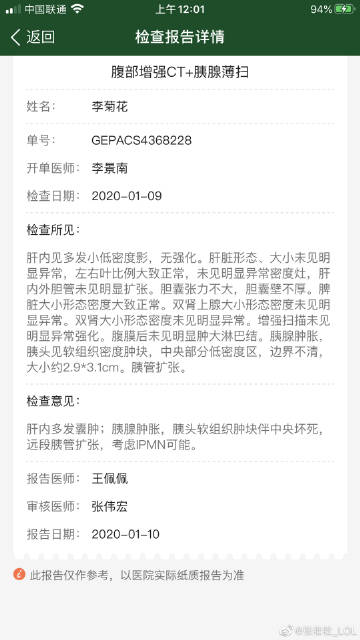 中国联通
上午12:01
94%
返回
检查报告详情
腹部增强CT+胰腺薄扫
姓名： 李菊花
单号： GEPACS4368228
开单医师： 李景南
检查日期： 2020-01-09
检查所见：
肝内见多发小低密度影，无强化。肝脏形态、大小未见明
显异常，左右叶比例大致正常，未见明显异常密度灶，肝
内外胆管未见明显扩张。胆囊张力不大，胆囊壁不厚。脾
脏大小形态密度大致正常。双肾上腺大小形态密度未见明
显异常。双肾大小形态密度未见明显异常。增强扫描未见
明显异常强化。腹膜后未见明显肿大淋巴结。胰腺肿胀，
胰头见软组织密度肿块，中央部分低密度区，边界不清，
大小约2.9*3.1cm。胰管扩张。
检查意见：
肝内多发囊肿；胰腺肿胀，胰头软组织肿块伴中央坏死，
远段胰管扩张，考虑IPMN可能。
报告医师： 王佩佩
审核医师： 张伟宏
报告日期： 2020-01-10
此报告仅作参考，以医院实际纸质报告为准